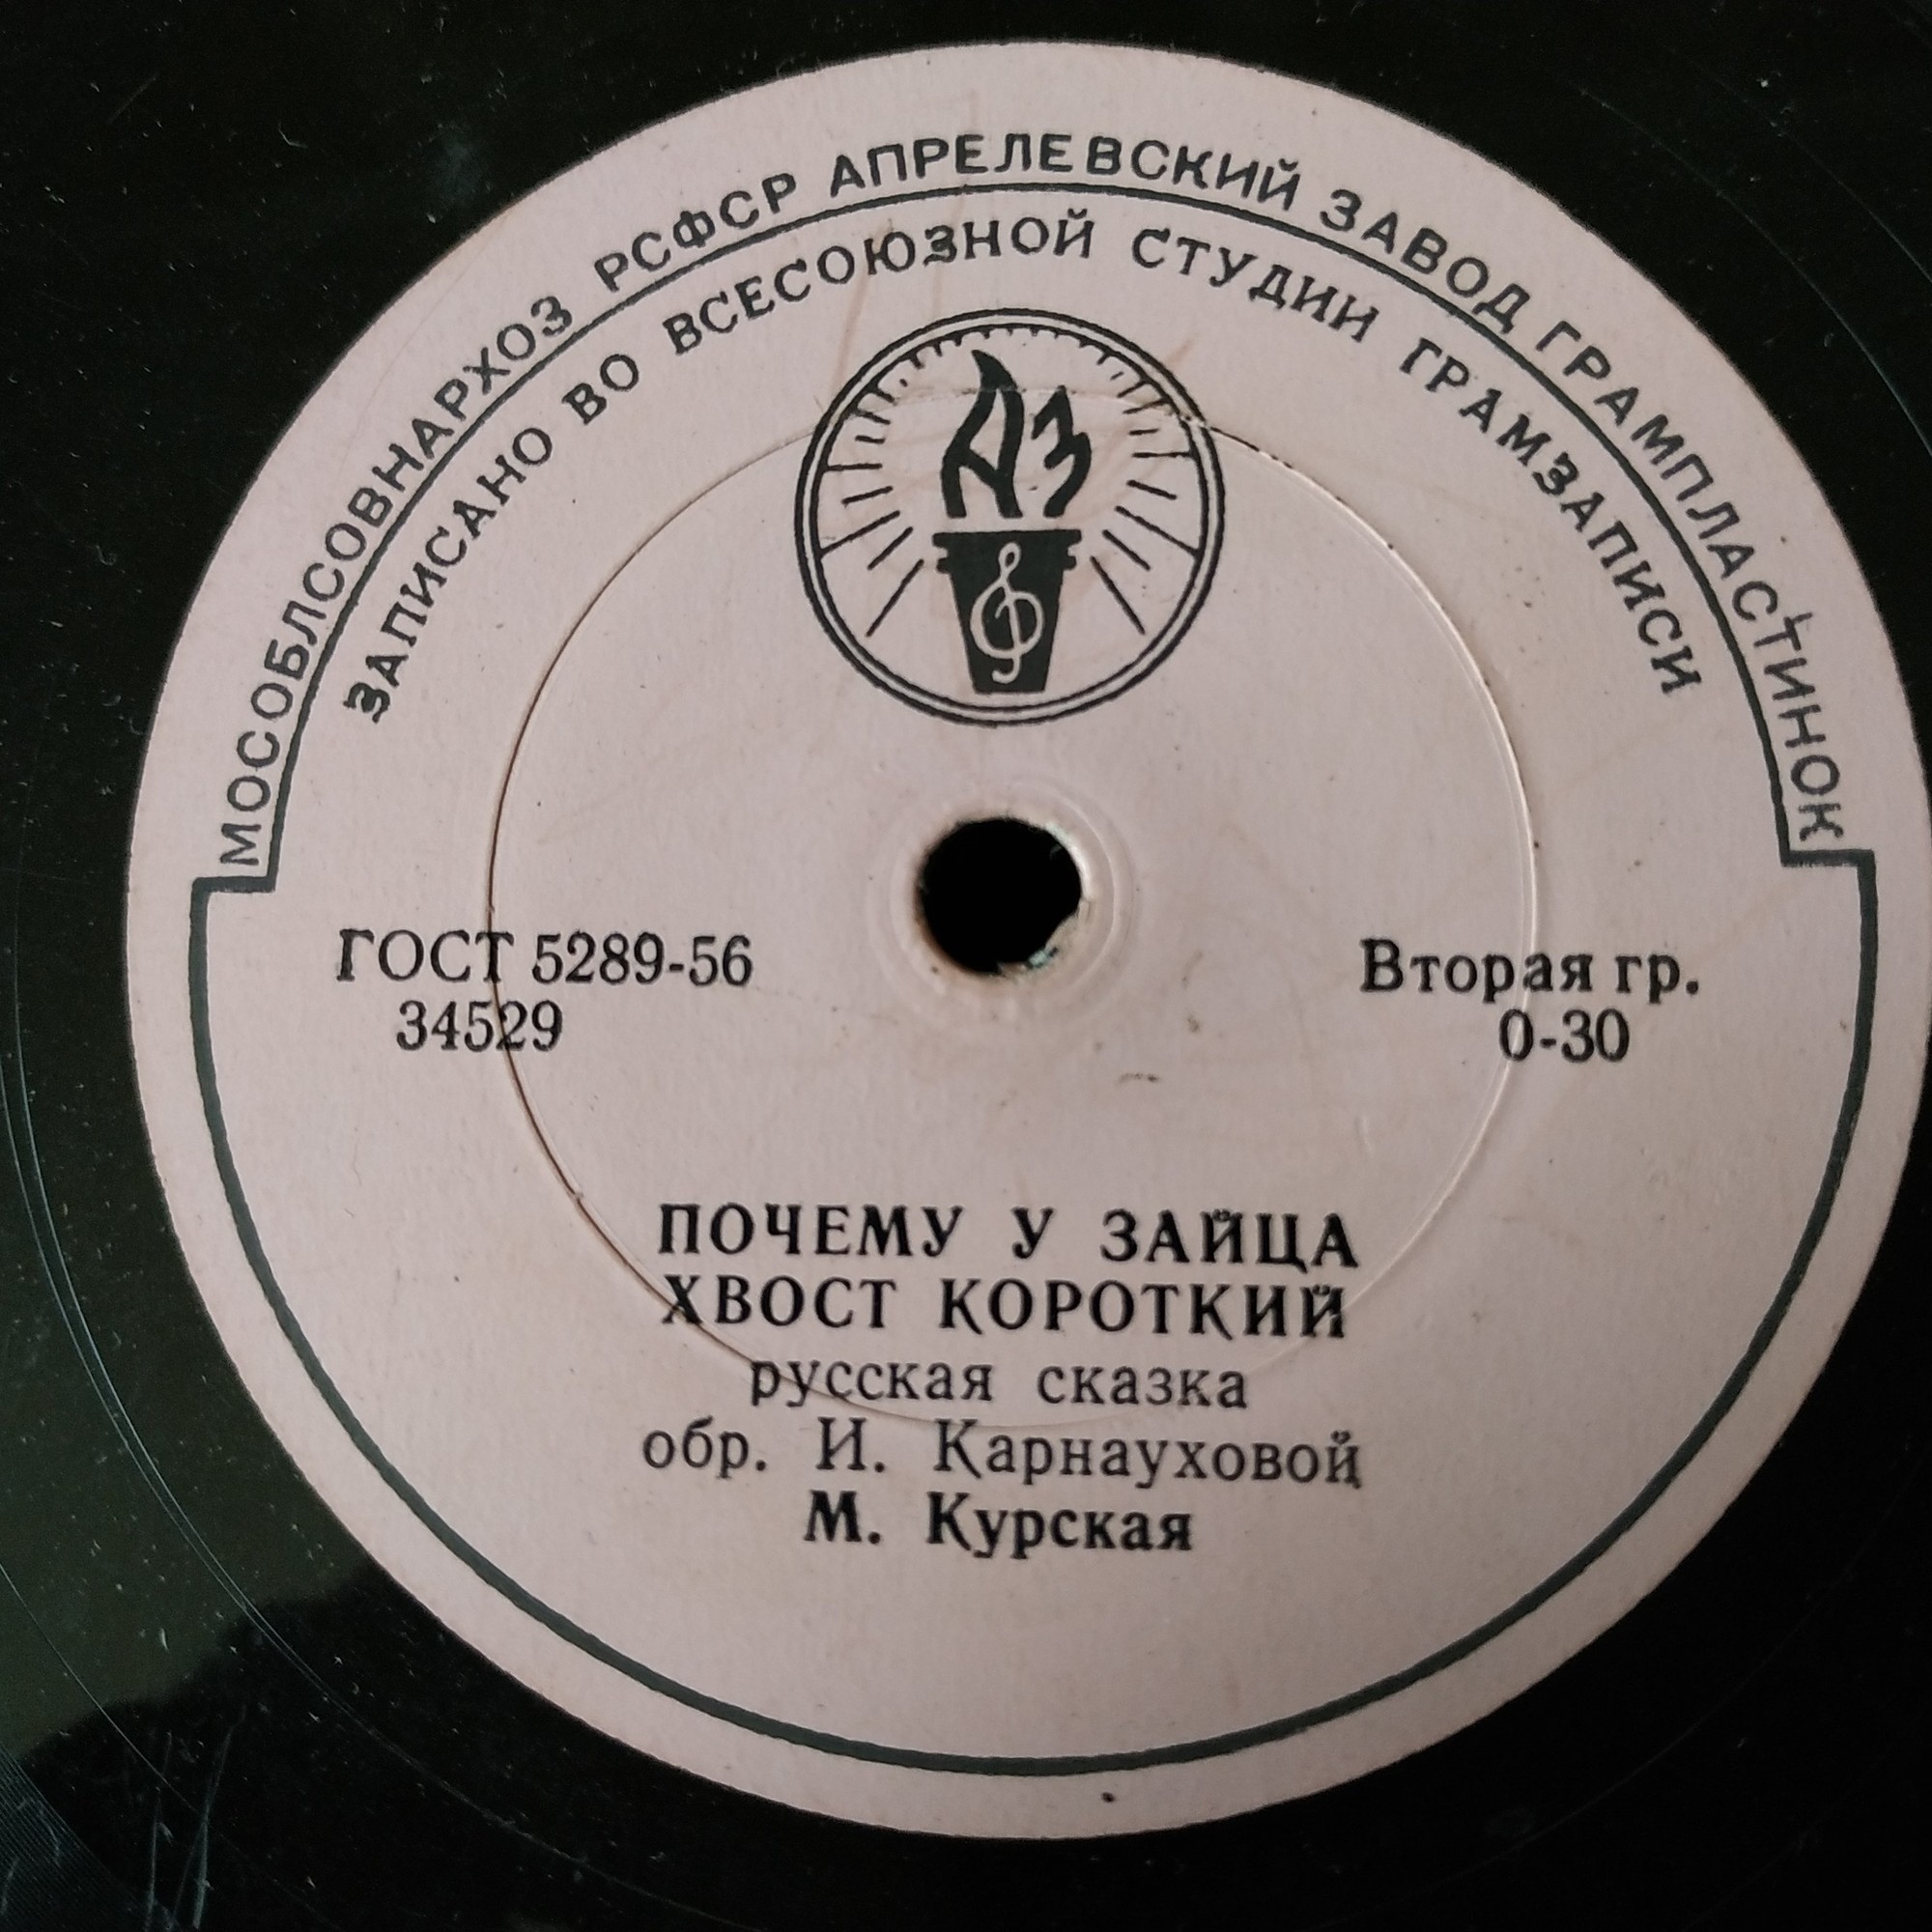 МОСОБЛСОВНАРХОЗ РСФСР АПРЕЛЕВСКИЙ ЗАВОД ГРАМПЛАСТИНОК
ЗАПИСАНО ВО ВСЕСОЮЗНОЙ СТУДИИ ГРАМЗАПИСИ
АЗ
ГОСТ 5289-56
34529
Вторая гр.
0-30
ПОЧЕМУ У ЗАЙЦА
ХВОСТ КОРОТКИЙ
русская сказка
обр. И. Карнауховой
М. Курская